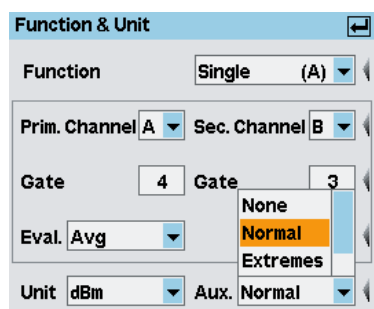 Function & Unit
Function Single (A)
Prim. Channel A Sec. Channel B
Gate 4 Gate 3
None
Eval. Avg Normal
Extremes
Unit dBm Aux. Normal